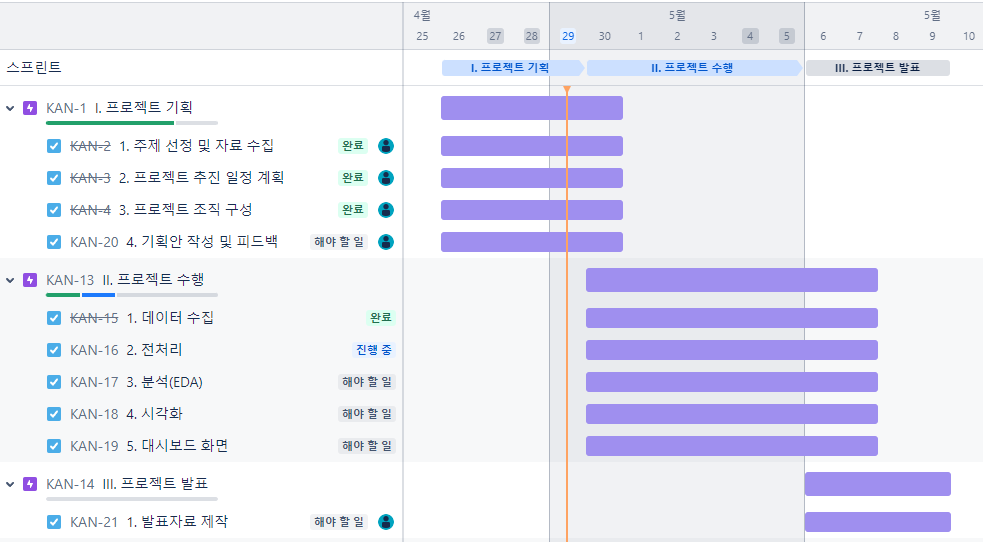 4월 5월 5월
25 26 27 28 29 30 1 2 3 4 5 6 7 8 9 10
스프린트 I. 프로젝트 기획 II. 프로젝트 수행 III. 프로젝트 발표
KAN-1 I. 프로젝트 기획
KAN-2 1. 주제 선정 및 자료 수집 완료
KAN-3 2. 프로젝트 추진 일정 계획 완료
KAN-4 3. 프로젝트 조직 구성 완료
KAN-20 4. 기획안 작성 및 피드백 해야 할 일
KAN-13 II. 프로젝트 수행
KAN-15 1. 데이터 수집 완료
KAN-16 2. 전처리 진행 중
KAN-17 3. 분석(EDA) 해야 할 일
KAN-18 4. 시각화 해야 할 일
KAN-19 5. 대시보드 화면 해야 할 일
KAN-14 III. 프로젝트 발표
KAN-21 1. 발표자료 제작 해야 할 일